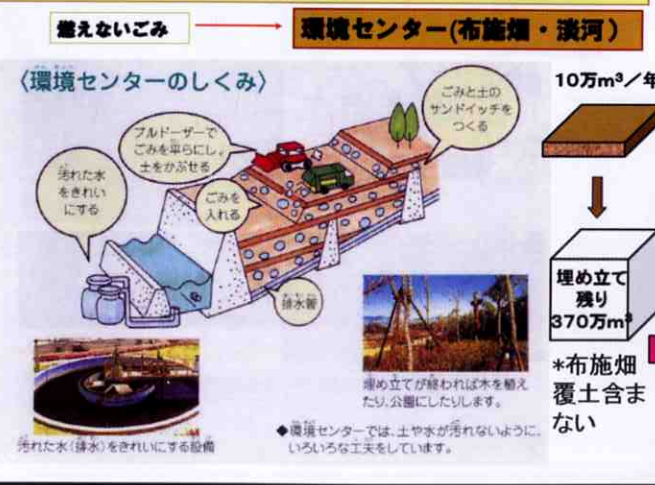 燃えないごみ
環境センター(布施畑・淡河)
〈環境センターのしくみ〉
10万m³/年
ごみと土の
サンドイッチを
つくる
ブルドーザーで
ごみを平らにし、
土をかぶせる
汚れた水
をきれい
にする
ごみを
入れる
排水管
埋め立て
残り
370万m³
埋め立てが終われば木を植え
たり、公園にしたりします。
*布施畑
覆土含ま
ない
汚れた水(排水)をきれいにする設備
◆環境センターでは、土や水が汚れないように、
いろいろな工夫をしています。